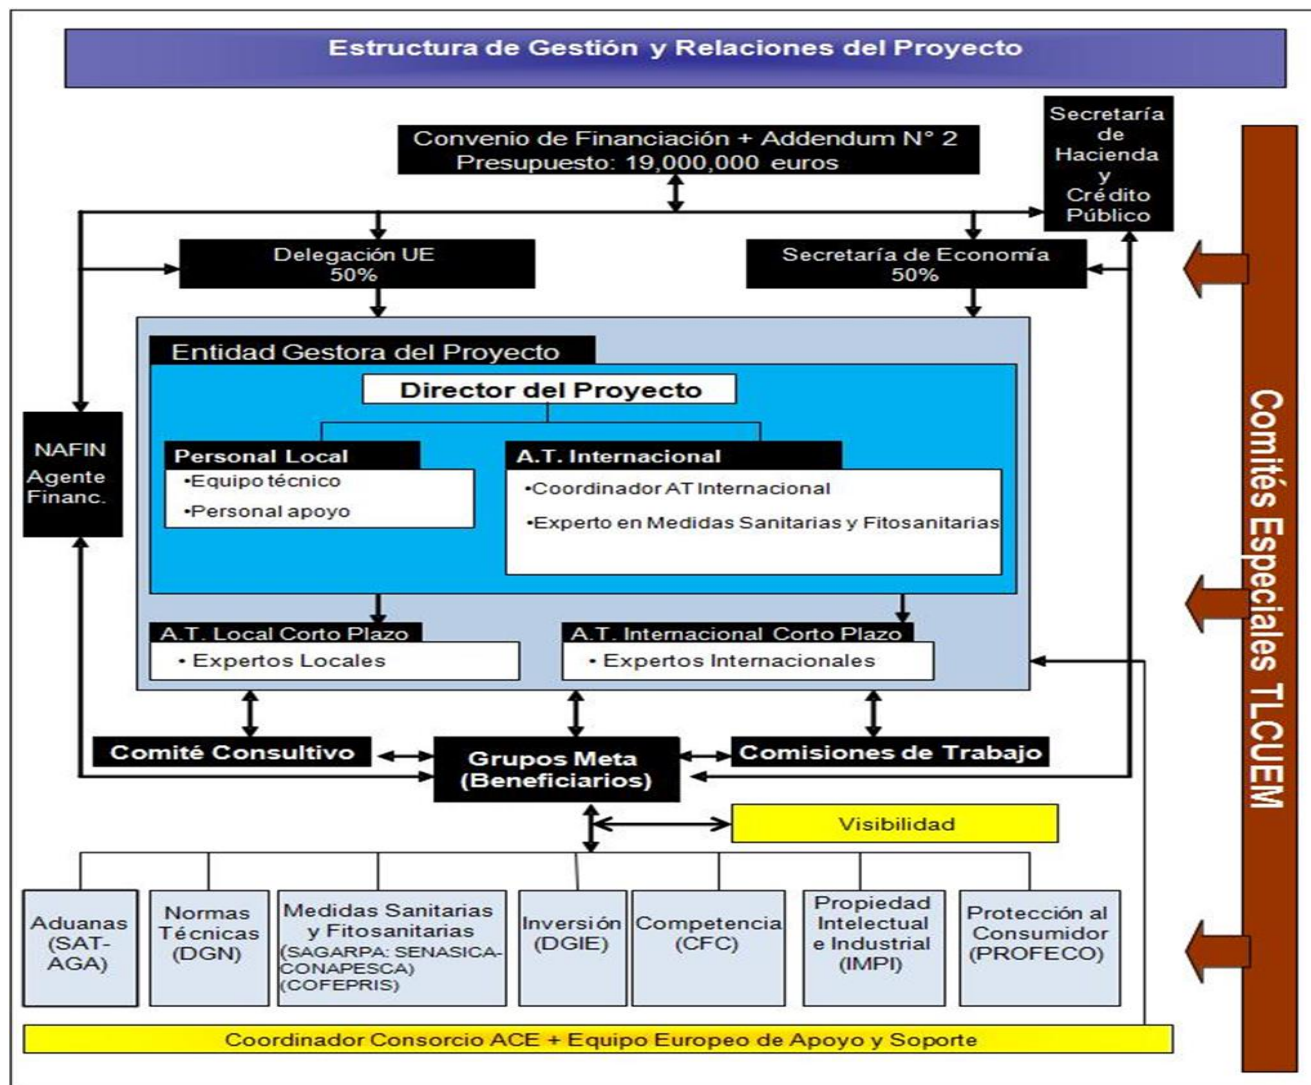 Estructura de Gestión y Relaciones del Proyecto
Convenio de Financiación + Addendum N° 2
Presupuesto: 19,000,000 euros
Secretaría
de
Hacienda
y
Crédito
Público
Delegación UE
50%
Secretaría de Economía
50%
Entidad Gestora del Proyecto
Director del Proyecto
NAFIN
Agente
Financ.
Personal Local
•Equipo técnico
•Personal apoyo
A.T. Internacional
•Coordinador AT Internacional
•Experto en Medidas Sanitarias y Fitosanitarias
A.T. Local Corto Plazo
• Expertos Locales
A.T. Internacional Corto Plazo
• Expertos Internacionales
Comité Consultivo
Grupos Meta
(Beneficiarios)
Comisiones de Trabajo
Visibilidad
Aduanas
(SAT-
AGA)
Normas
Técnicas
(DGN)
Medidas Sanitarias
y Fitosanitarias
(SAGARPA: SENASICA-
CONAPESCA)
(COFEPRIS)
Inversión
(DGIE)
Competencia
(CFC)
Propiedad
Intelectual
e Industrial
(IMPI)
Protección al
Consumidor
(PROFECO)
Coordinador Consorcio ACE + Equipo Europeo de Apoyo y Soporte
Comités Especiales TLCUEM